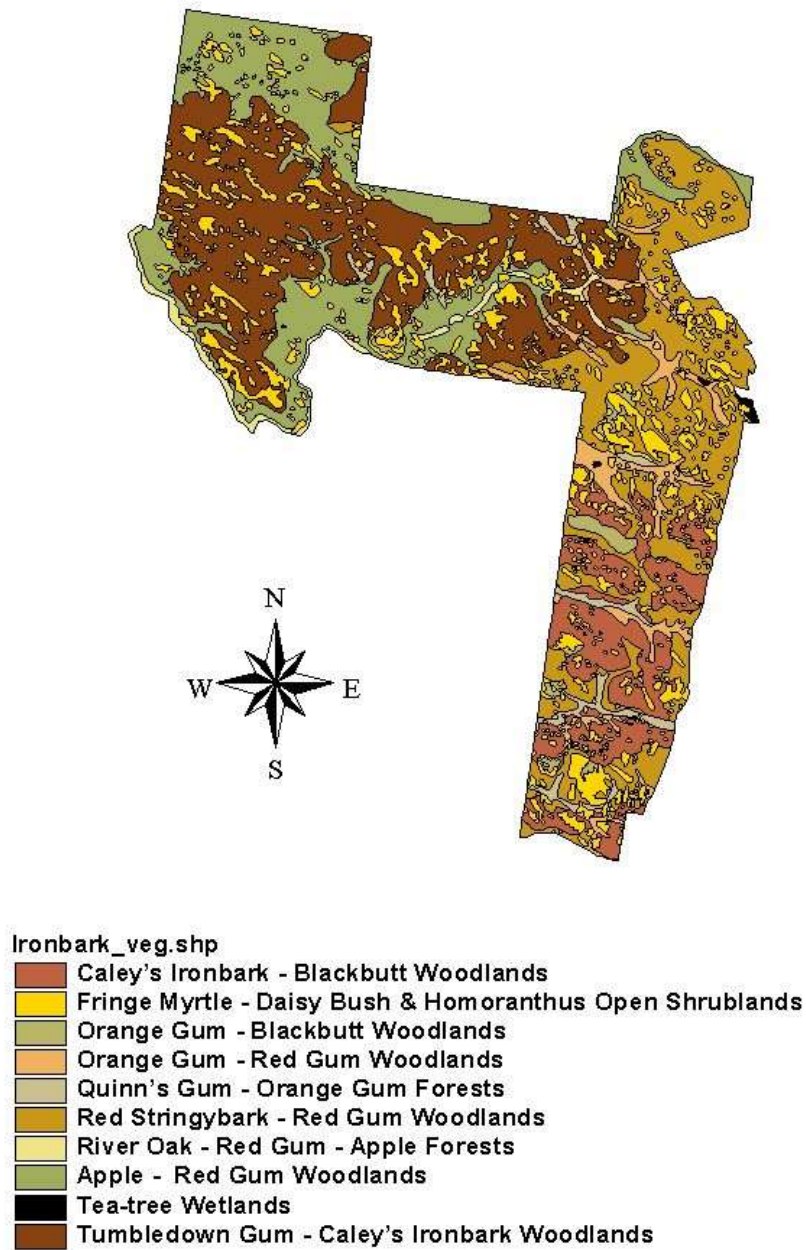 N
W E
S
Ironbark_veg.shp
Caley's Ironbark - Blackbutt Woodlands
Fringe Myrtle - Daisy Bush & Homoranthus Open Shrublands
Orange Gum - Blackbutt Woodlands
Orange Gum - Red Gum Woodlands
Quinn's Gum - Orange Gum Forests
Red Stringybark - Red Gum Woodlands
River Oak - Red Gum - Apple Forests
Apple - Red Gum Woodlands
Tea-tree Wetlands
Tumbledown Gum - Caley's Ironbark Woodlands